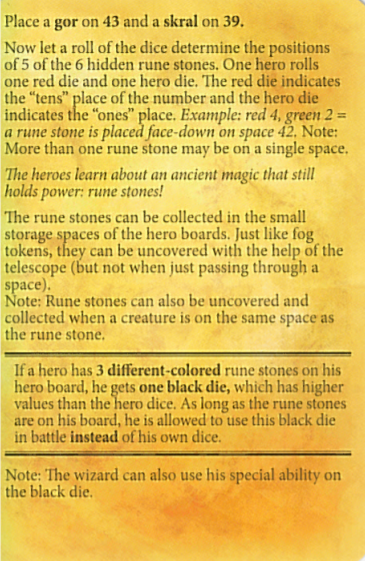 Place a gor on 43 and a skral on 39.
Now let a roll of the dice determine the positions
of 5 of the 6 hidden rune stones. One hero rolls
one red die and one hero die. The red die indicates
the “tens” place of the number and the hero die
indicates the “ones” place. Example: red 4, green 2 =
a rune stone is placed face-down on space 42. Note:
More than one rune stone may be on a single space.
The heroes learn about an ancient magic that still
holds power: rune stones!
The rune stones can be collected in the small
storage spaces of the hero boards. Just like fog
tokens, they can be uncovered with the help of the
telescope (but not when just passing through a
space).
Note: Rune stones can also be uncovered and
collected when a creature is on the same space as
the rune stone.
If a hero has 3 different-colored rune stones on his
hero board, he gets one black die, which has higher
values than the hero dice. As long as the rune stones
are on his board, he is allowed to use this black die
in battle instead of his own dice.
Note: The wizard can also use his special ability on
the black die.